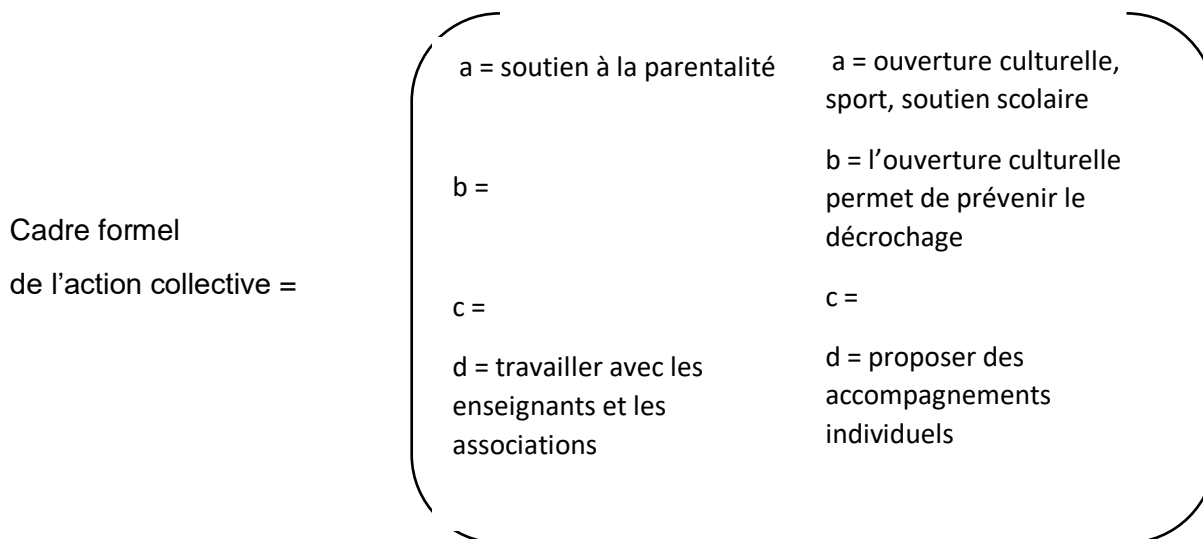 Cadre formel
de l’action collective =
a = soutien à la parentalité
b =
c =
d = travailler avec les
enseignants et les
associations
a = ouverture culturelle,
sport, soutien scolaire
b = l’ouverture culturelle
permet de prévenir le
décrochage
c =
d = proposer des
accompagnements
individuels